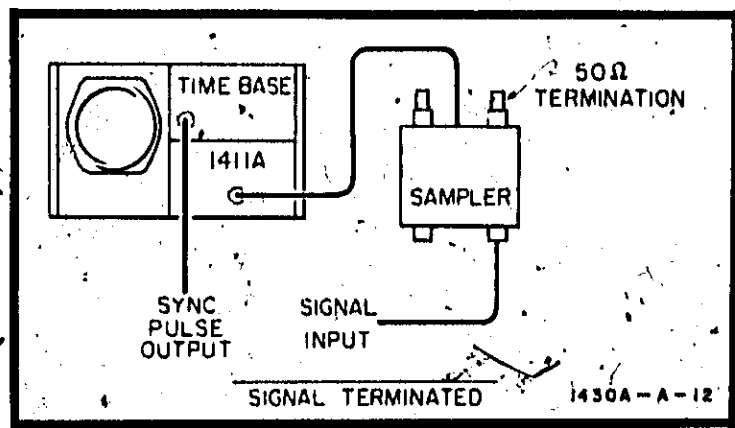 TIME BASE
1411A
50Ω
TERMINATION
SAMPLER
SYNC
PULSE
OUTPUT
SIGNAL
INPUT
SIGNAL TERMINATED
1430A-A-12